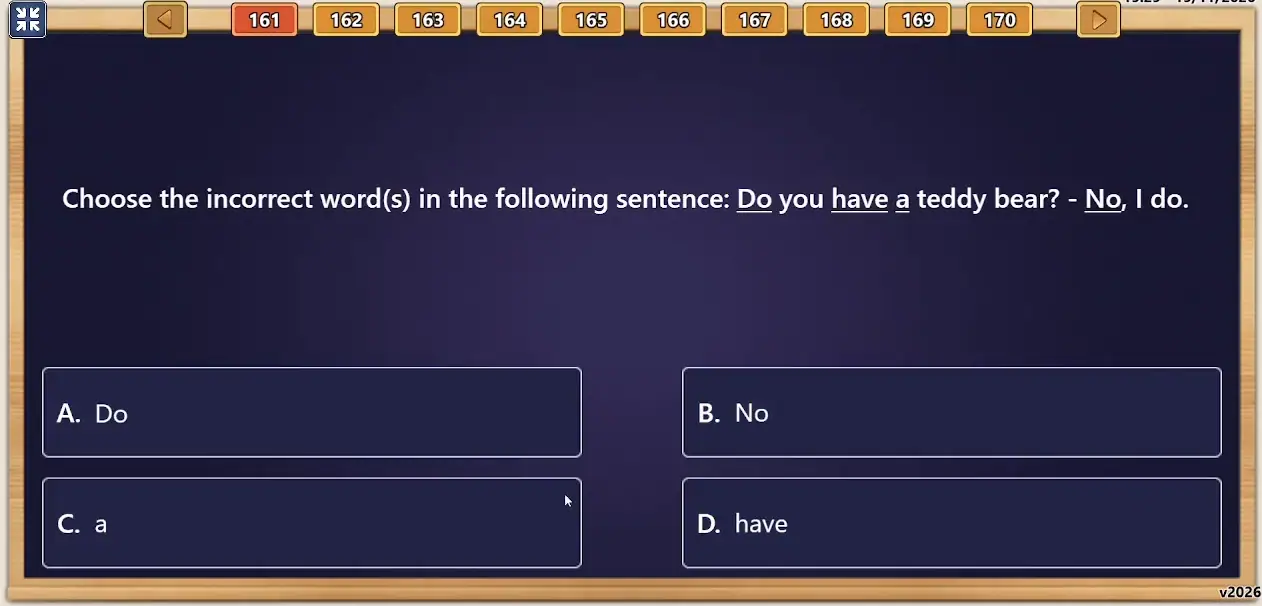 161 162 163 164 165 166 167 168 169 170
Choose the incorrect word(s) in the following sentence: Do you have a teddy bear? - No, I do.
A. Do
B. No
C. a
D. have
v2026